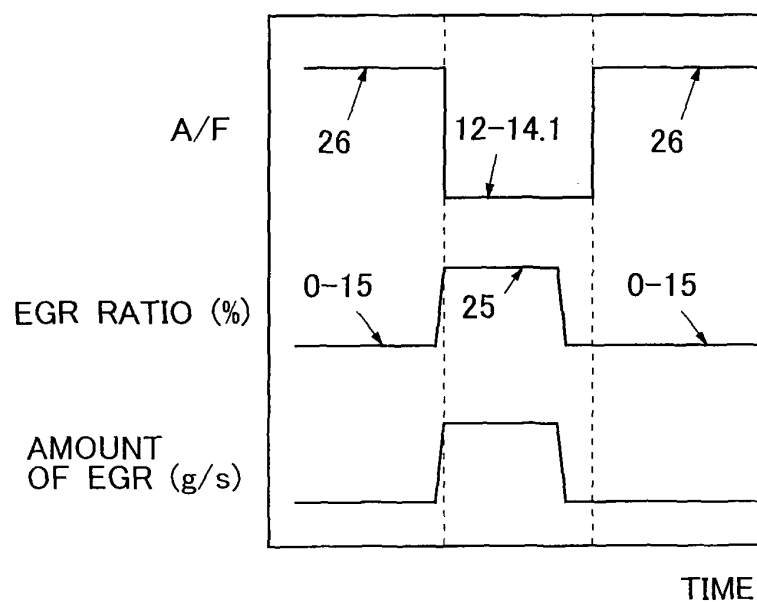 A/F
26
12-14.1
26
EGR RATIO (%)
0-15
25
0-15
AMOUNT
OF EGR (g/s)
TIME